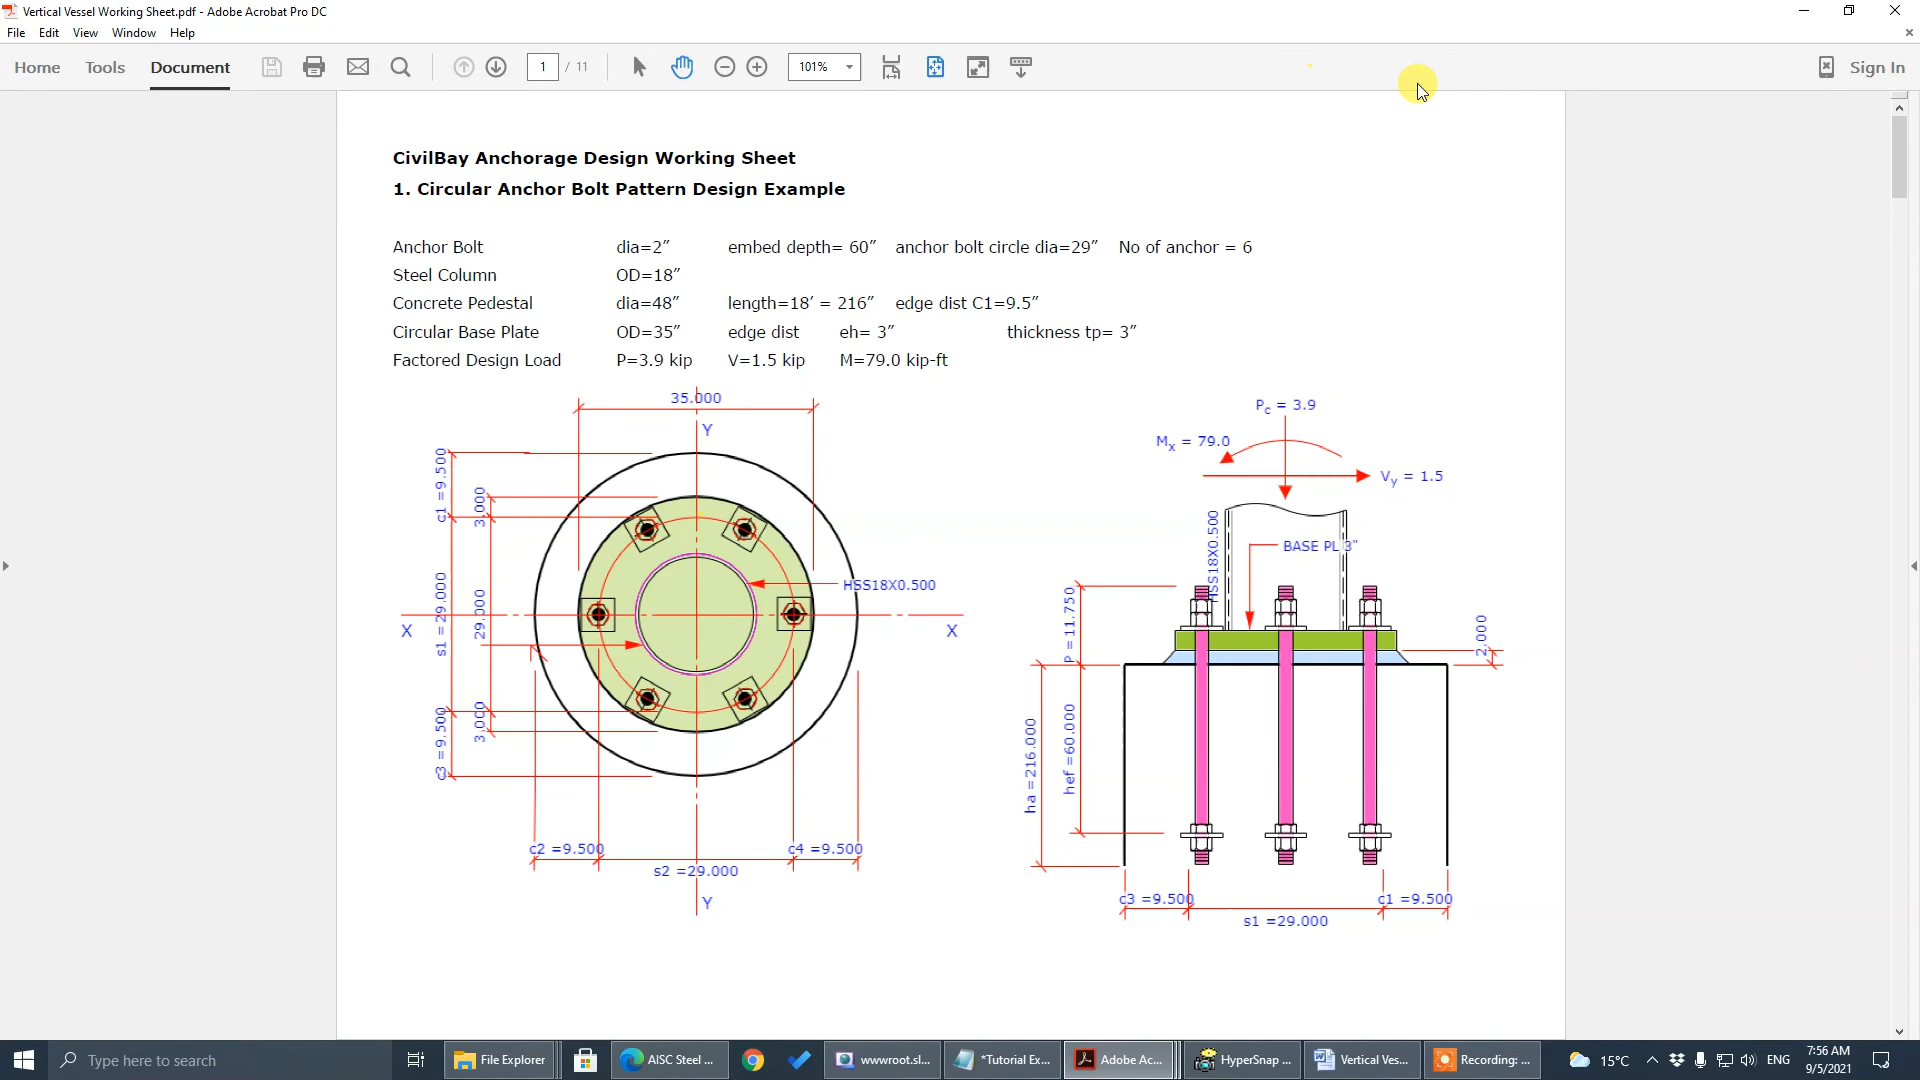 Vertical Vessel Working Sheet.pdf - Adobe Acrobat Pro DC
File Edit View Window Help
Home Tools Document 1 / 11 101% Sign In
CivilBay Anchorage Design Working Sheet
1. Circular Anchor Bolt Pattern Design Example
Anchor Bolt dia=2” embed depth= 60” anchor bolt circle dia=29” No of anchor = 6
Steel Column OD=18”
Concrete Pedestal dia=48” length=18’ = 216” edge dist C1=9.5”
Circular Base Plate OD=35” edge dist eh= 3” thickness tp= 3”
Factored Design Load P=3.9 kip V=1.5 kip M=79.0 kip-ft
35.000
Y
c1 =9.500
3.000
s1 =29.000
29.000
HSS18X0.500
X
X
c3 =9.500
3.000
c2 =9.500
c4 =9.500
s2 =29.000
Y
Pc = 3.9
Mx = 79.0
Vy = 1.5
HSS18X0.500
BASE PL 3"
P =11.750
2.000
ha =216.000
hef =60.000
c3 =9.500
c1 =9.500
s1 =29.000
Type here to search
File Explorer
AISC Steel ...
wwwroot.sl...
*Tutorial Ex...
Adobe Ac...
HyperSnap ...
Vertical Ves...
Recording: ...
15°C
ENG
7:56 AM
9/5/2021